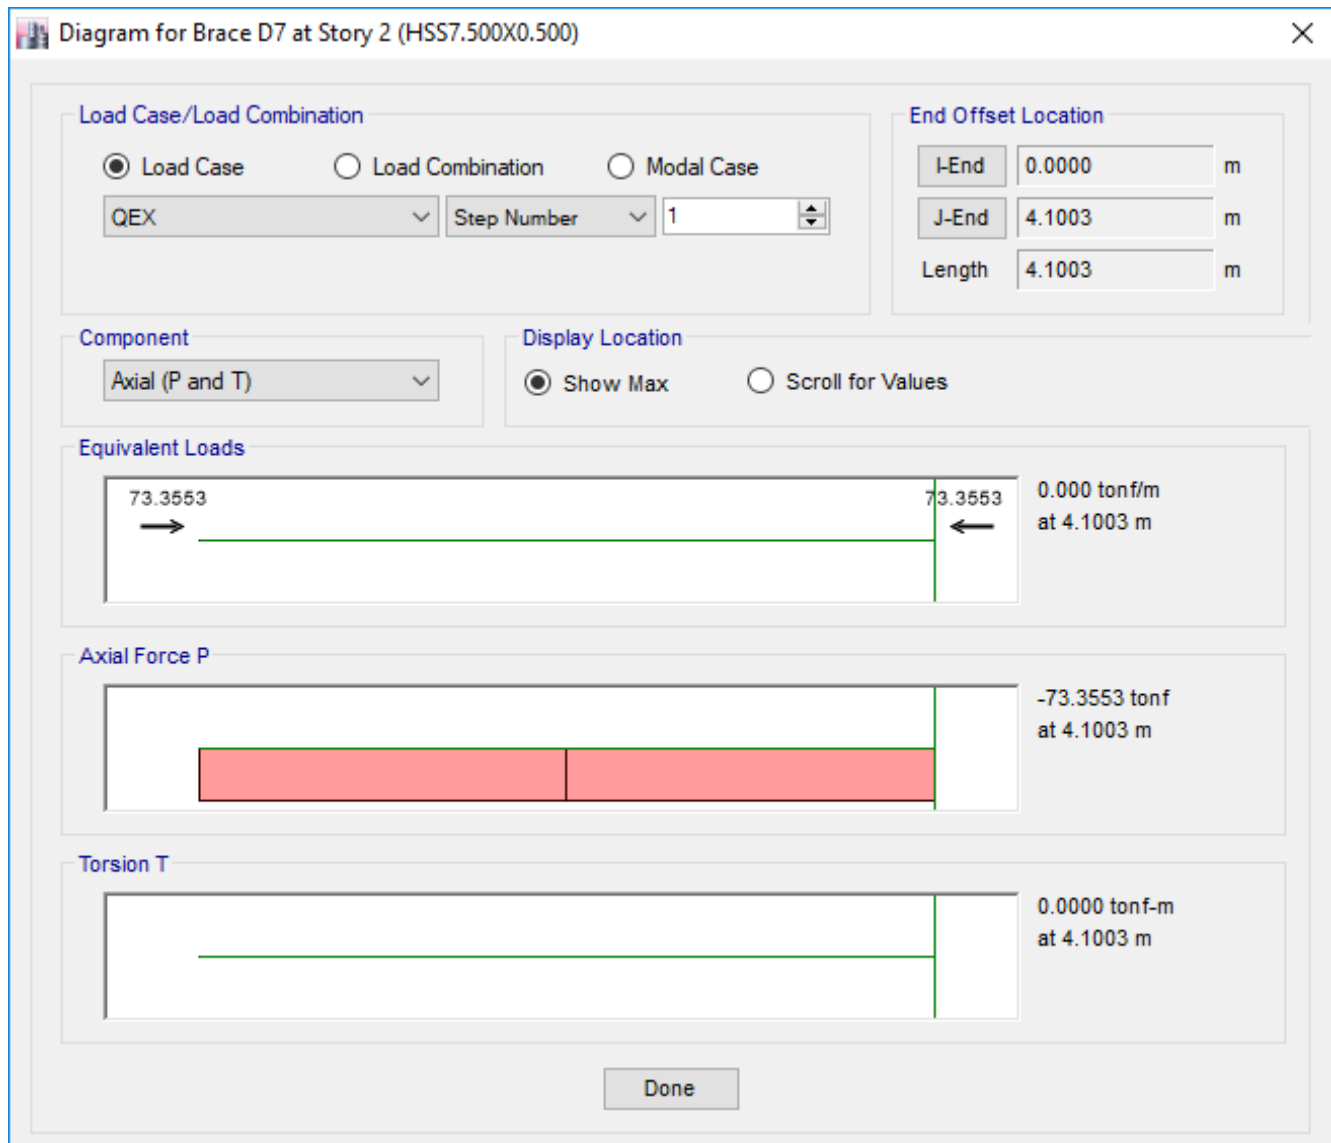 Diagram for Brace D7 at Story 2 (HSS7.500X0.500)
Load Case/Load Combination
Load Case Load Combination Modal Case
QEX Step Number 1
End Offset Location
I-End 0.0000 m
J-End 4.1003 m
Length 4.1003 m
Component
Axial (P and T)
Display Location
Show Max Scroll for Values
Equivalent Loads
73.3553 73.3553
0.000 tonf/m
at 4.1003 m
Axial Force P
-73.3553 tonf
at 4.1003 m
Torsion T
0.0000 tonf-m
at 4.1003 m
Done